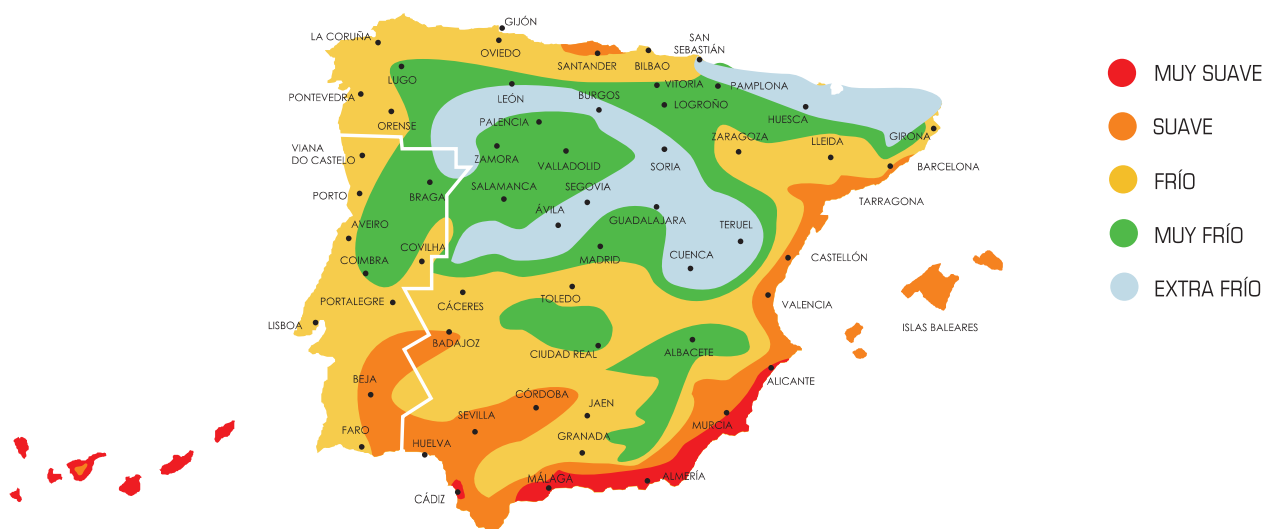 GIJÓN
LA CORUÑA
OVIEDO
SAN
SEBASTIÁN
SANTANDER
BILBAO
LUGO
VITORIA
PAMPLONA
LEÓN
BURGOS
PONTEVEDRA
LOGROÑO
HUESCA
ORENSE
PALENCIA
ZARAGOZA
LLEIDA
GIRONA
VIANA
DO CASTELO
ZAMORA
VALLADOLID
SORIA
BARCELONA
PORTO
BRAGA
SALAMANCA
SEGOVIA
TARRAGONA
AVEIRO
ÁVILA
GUADALAJARA
TERUEL
COVILHA
COIMBRA
MADRID
CUENCA
CASTELLÓN
PORTALEGRE
CÁCERES
TOLEDO
VALENCIA
LISBOA
BADAJOZ
CIUDAD REAL
ALBACETE
ISLAS BALEARES
BEJA
CÓRDOBA
JAEN
ALICANTE
FARO
SEVILLA
HUELVA
GRANADA
MURCIA
CÁDIZ
MÁLAGA
ALMERÍA
MUY SUAVE
SUAVE
FRÍO
MUY FRÍO
EXTRA FRÍO